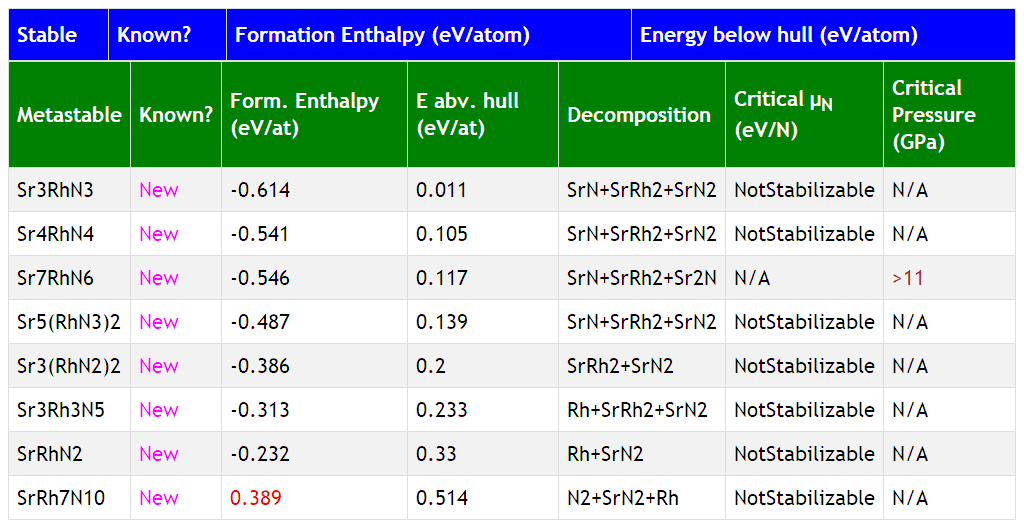 Stable Known? Formation Enthalpy (eV/atom) Energy below hull (eV/atom)
Metastable Known? Form. Enthalpy (eV/at) E abv. hull (eV/at) Decomposition Critical μN (eV/N) Critical Pressure (GPa)
Sr3RhN3 New -0.614 0.011 SrN+SrRh2+SrN2 NotStabilizable N/A
Sr4RhN4 New -0.541 0.105 SrN+SrRh2+SrN2 NotStabilizable N/A
Sr7RhN6 New -0.546 0.117 SrN+SrRh2+Sr2N N/A >11
Sr5(RhN3)2 New -0.487 0.139 SrN+SrRh2+SrN2 NotStabilizable N/A
Sr3(RhN2)2 New -0.386 0.2 SrRh2+SrN2 NotStabilizable N/A
Sr3Rh3N5 New -0.313 0.233 Rh+SrRh2+SrN2 NotStabilizable N/A
SrRhN2 New -0.232 0.33 Rh+SrN2 NotStabilizable N/A
SrRh7N10 New 0.389 0.514 N2+SrN2+Rh NotStabilizable N/A